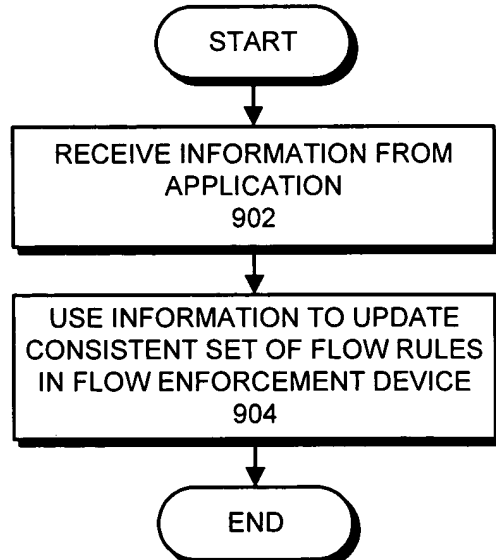 START
RECEIVE INFORMATION FROM
APPLICATION
902
USE INFORMATION TO UPDATE
CONSISTENT SET OF FLOW RULES
IN FLOW ENFORCEMENT DEVICE
904
END